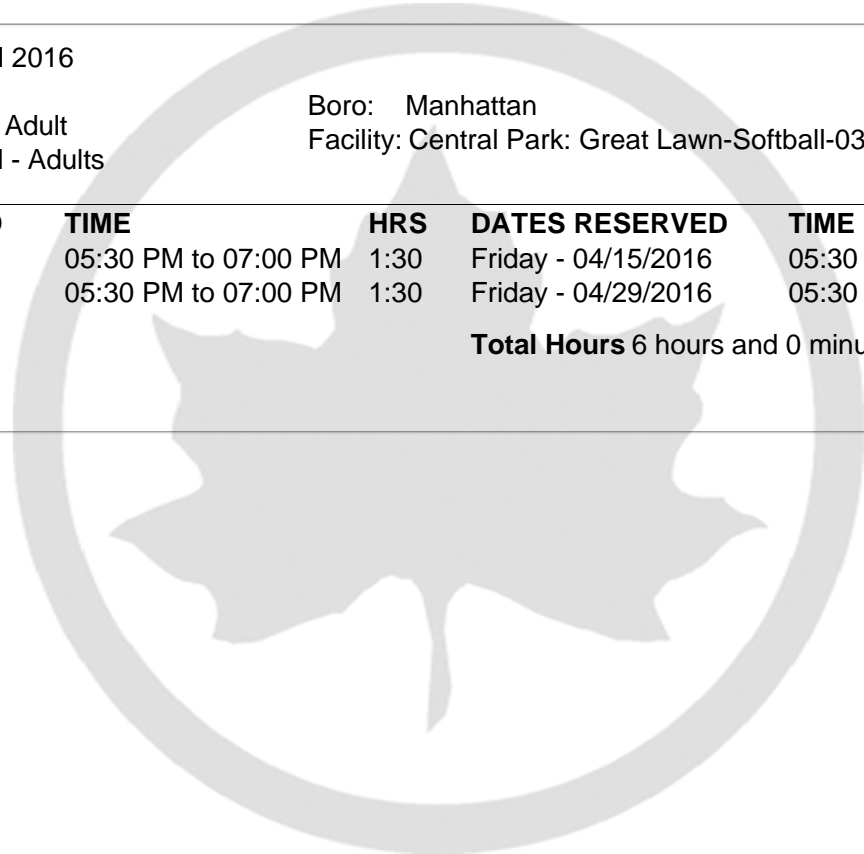 2016
Adult
- Adults
Boro: Manhattan
Facility: Central Park: Great Lawn-Softball-03
TIME HRS DATES RESERVED TIME
05:30 PM to 07:00 PM 1:30 Friday - 04/15/2016 05:30
05:30 PM to 07:00 PM 1:30 Friday - 04/29/2016 05:30
Total Hours 6 hours and 0